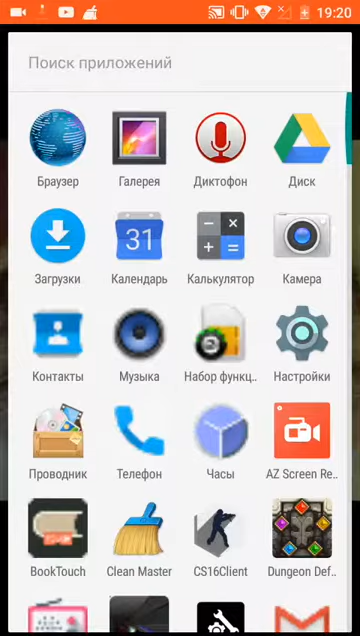 19:20
Поиск приложений
Браузер
Галерея
Диктофон
Диск
31
Загрузки
Календарь
Калькулятор
Камера
Контакты
Музыка
Набор функц..
Настройки
Проводник
Телефон
Часы
AZ Screen Re..
BookTouch
Clean Master
CS16Client
Dungeon Def..